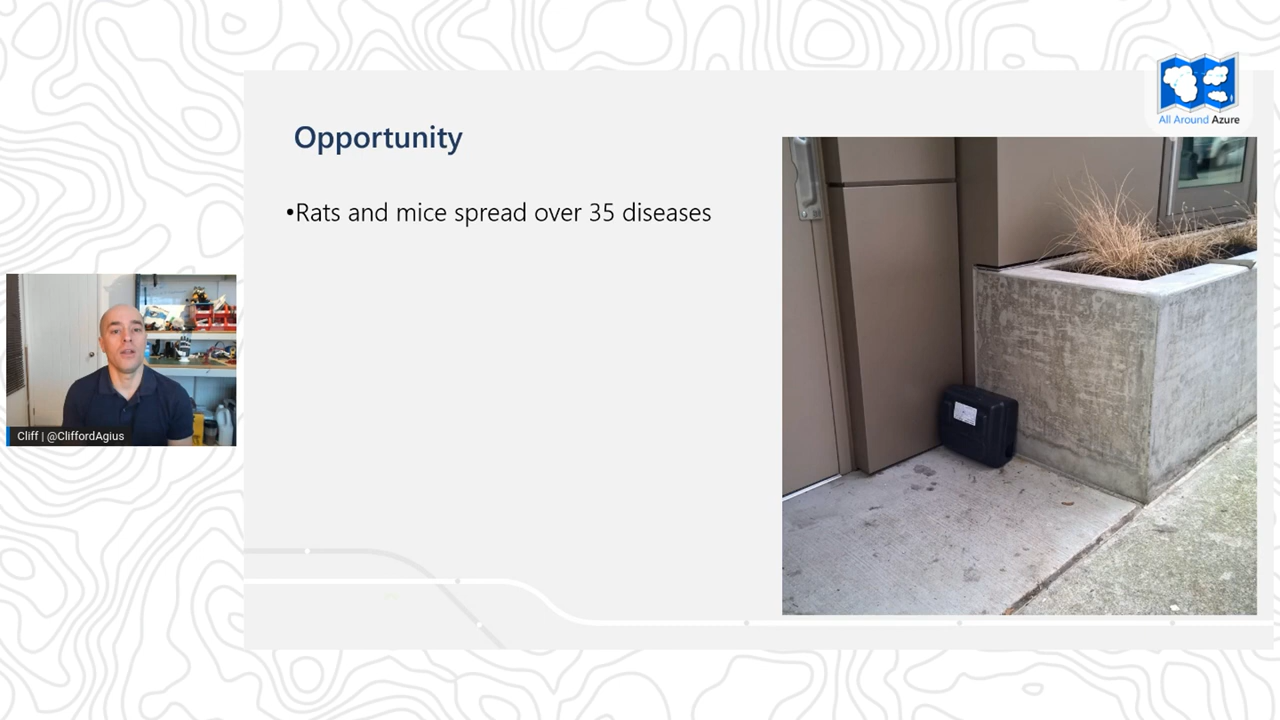 All Around Azure
Opportunity
•Rats and mice spread over 35 diseases
Cliff | @CliffordAgius